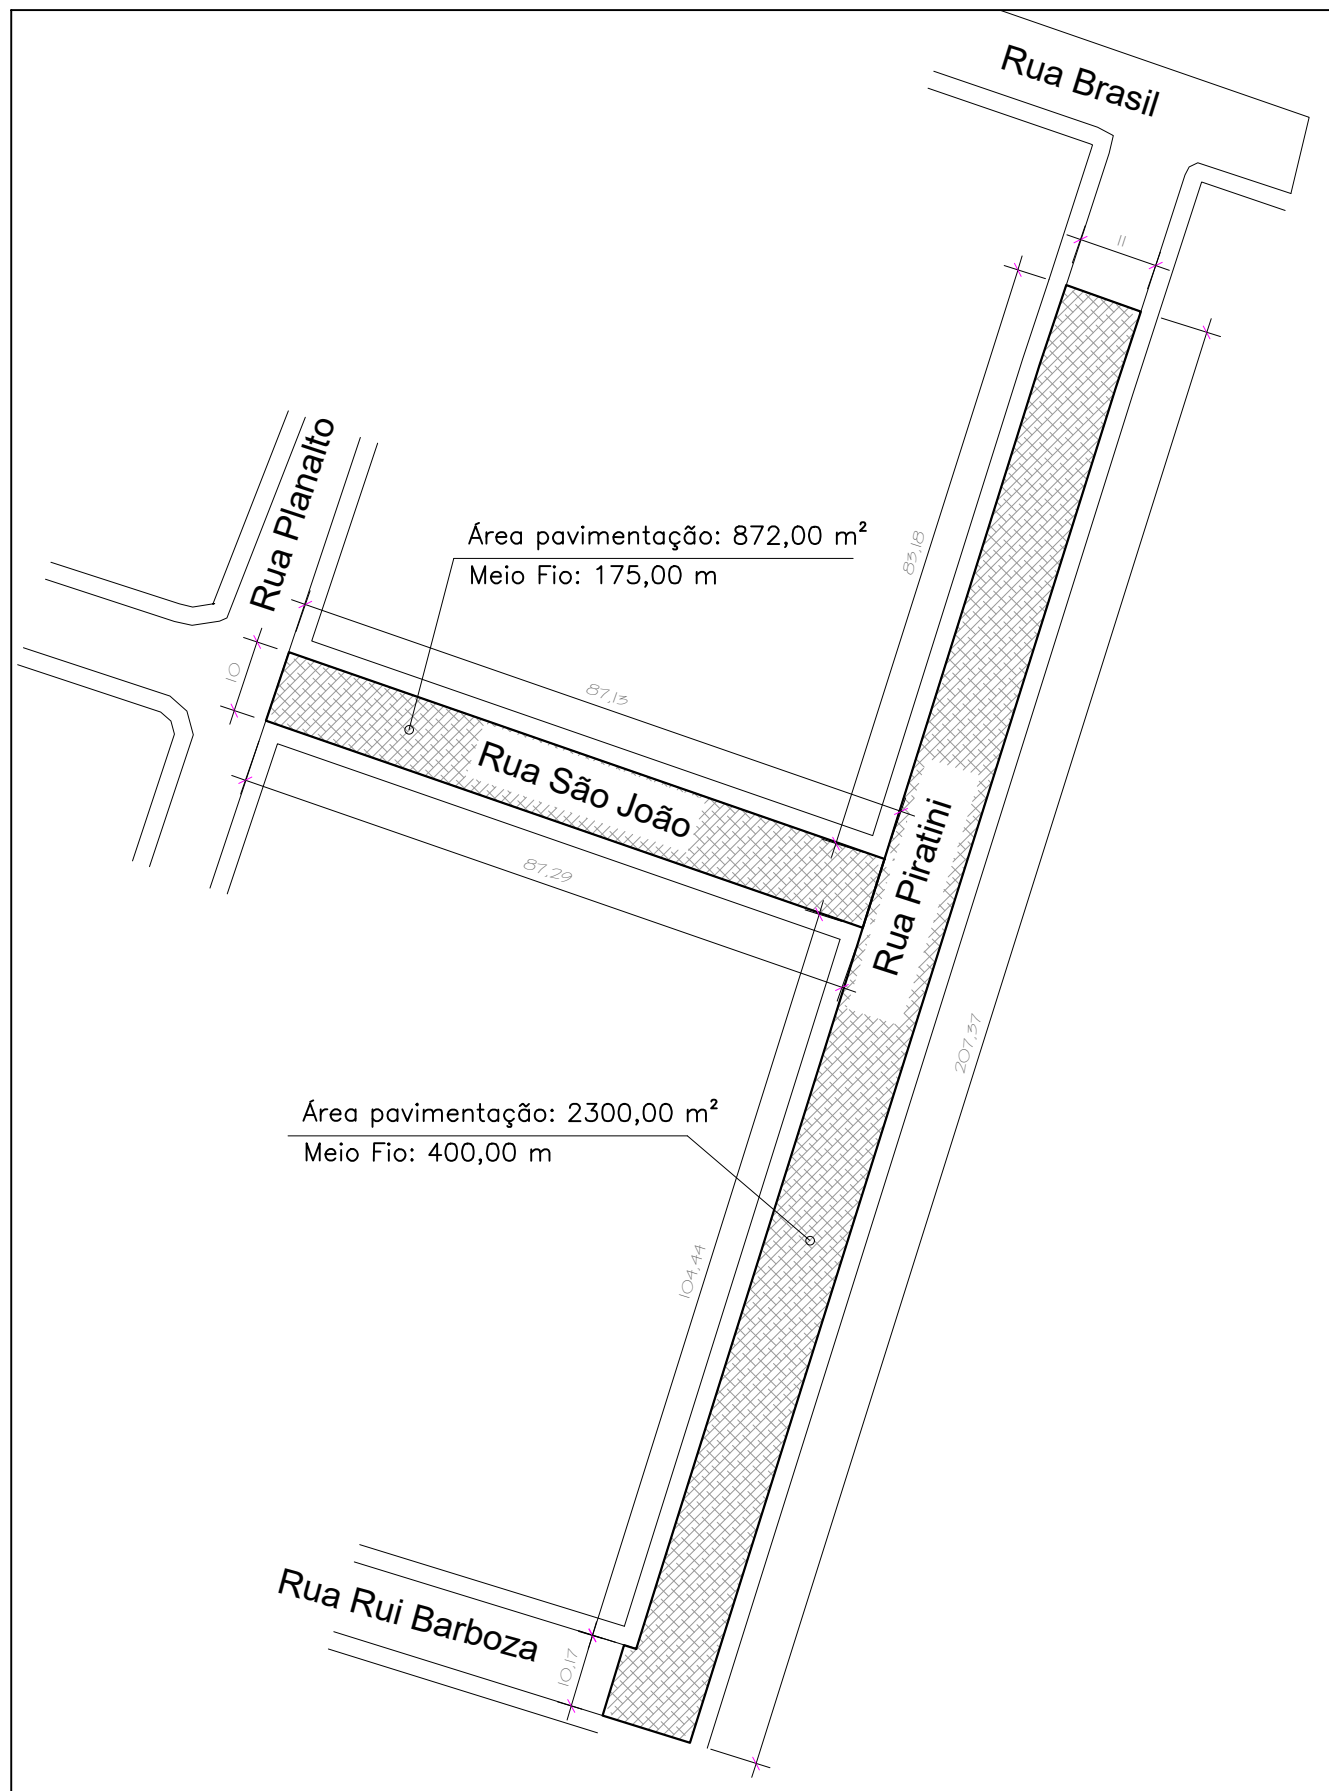 Rua Brasil
11
Rua Planalto
Área pavimentação: 872,00 m²
Meio Fio: 175,00 m
83,18
10
87,13
Rua São João
Rua Piratini
87,29
207,37
Área pavimentação: 2300,00 m²
Meio Fio: 400,00 m
104,44
Rua Rui Barboza
10,17